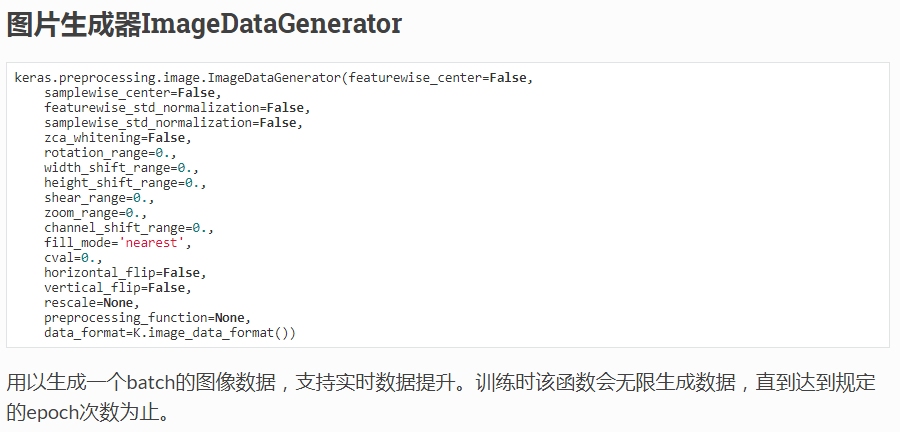 图片生成器ImageDataGenerator
keras.preprocessing.image.ImageDataGenerator(featurewise_center=False,
    samplewise_center=False,
    featurewise_std_normalization=False,
    samplewise_std_normalization=False,
    zca_whitening=False,
    rotation_range=0.,
    width_shift_range=0.,
    height_shift_range=0.,
    shear_range=0.,
    zoom_range=0.,
    channel_shift_range=0.,
    fill_mode='nearest',
    cval=0.,
    horizontal_flip=False,
    vertical_flip=False,
    rescale=None,
    preprocessing_function=None,
    data_format=K.image_data_format())
用以生成一个batch的图像数据，支持实时数据提升。训练时该函数会无限生成数据，直到达到规定
的epoch次数为止。